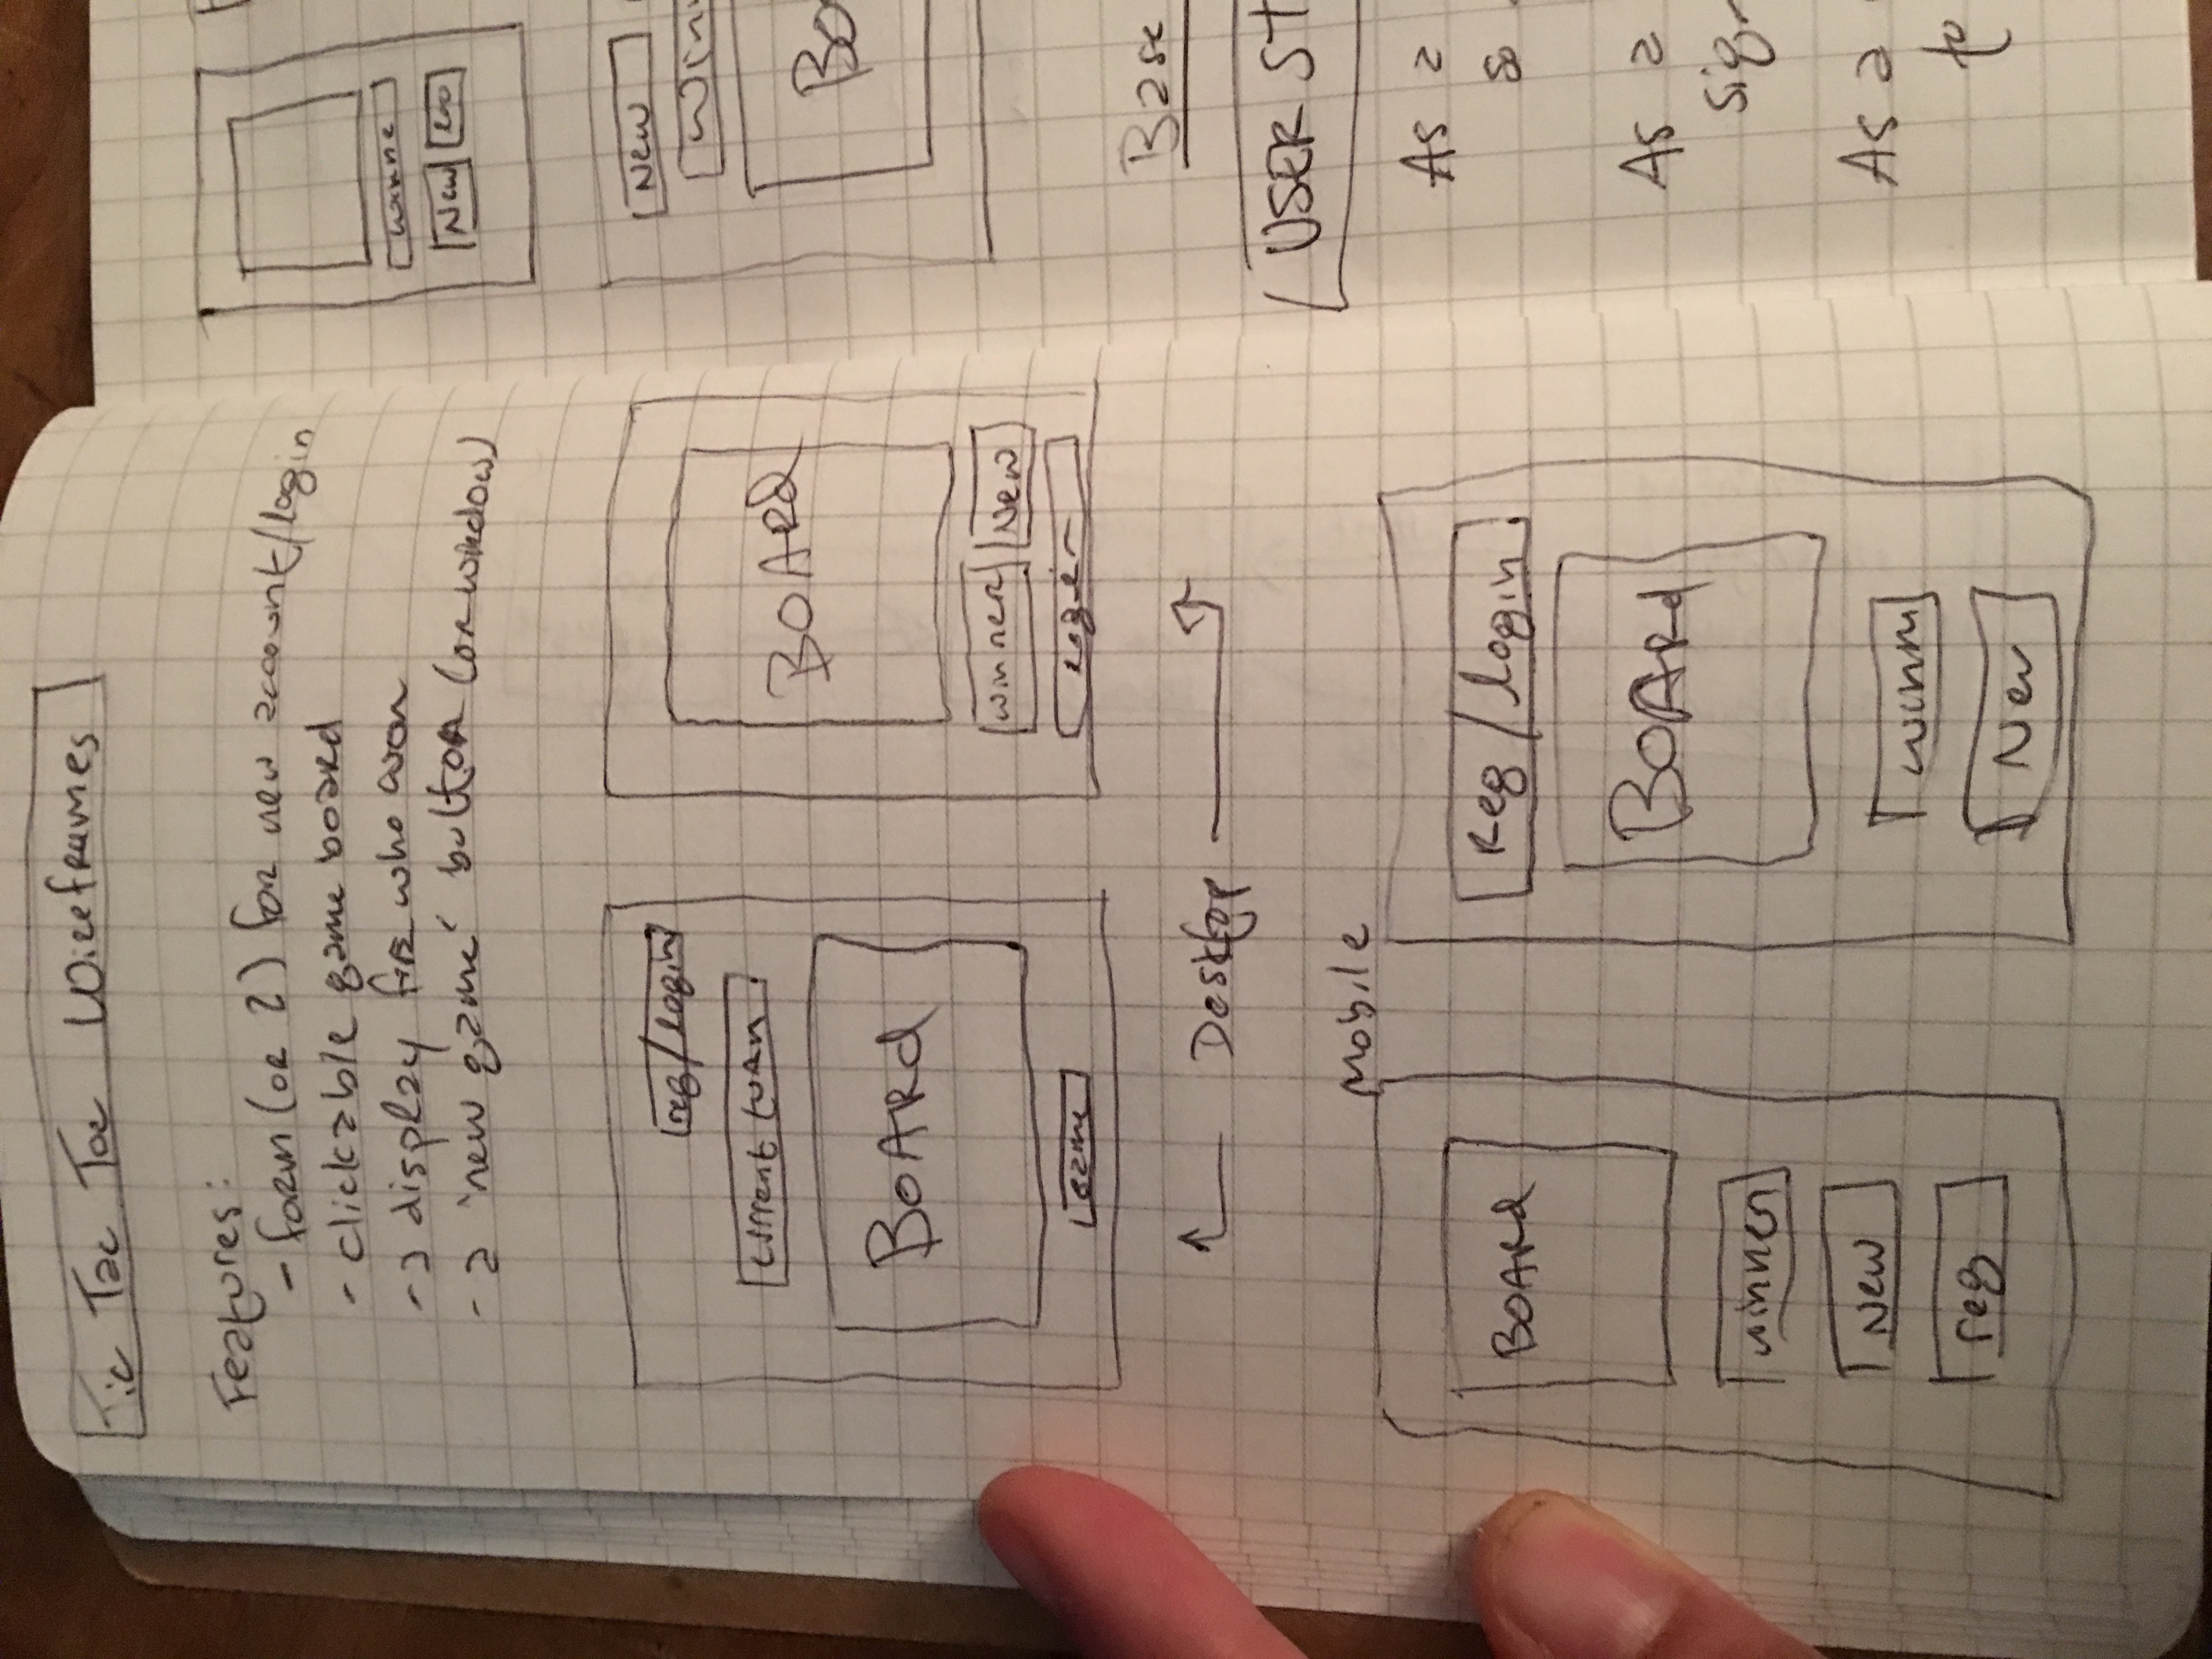 Tic Tac Toe Wireframes
Features:
- form (or 2) for new account/login
- clickable game board
- a display for who won
- a 'new game' button (or window)
reg/login
current turn
BOARd
game
BOARd
winner
New
login
Desktop
Mobile
BOARd
winner
New
reg
Reg/login
BOARd
New
winne
New
New
Winn
Bo
Base
USER St
As a
so
As a
sign
As a
to